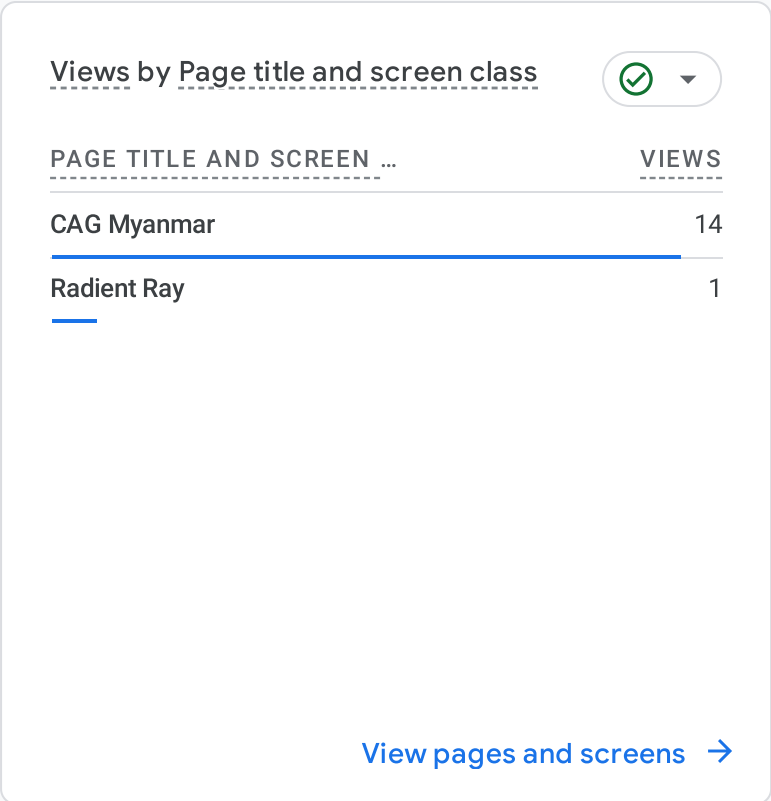 Views by Page title and screen class
PAGE TITLE AND SCREEN … VIEWS
CAG Myanmar 14
Radient Ray 1
View pages and screens